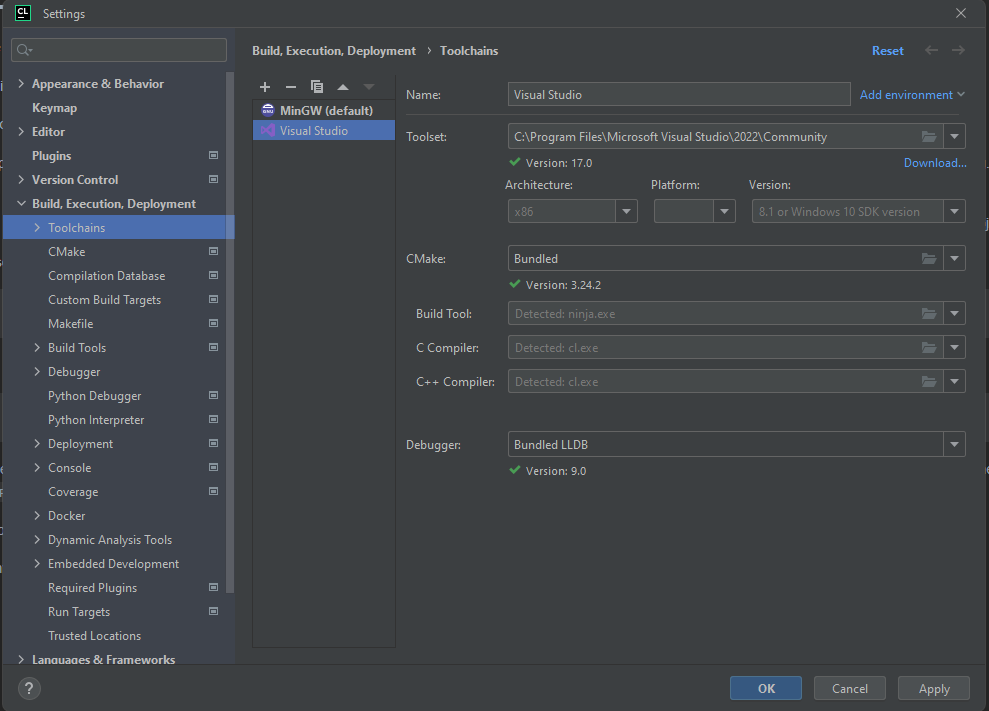 CL
Settings
Build, Execution, Deployment › Toolchains
Reset
Appearance & Behavior
Keymap
Editor
Plugins
Version Control
Build, Execution, Deployment
Toolchains
CMake
Compilation Database
Custom Build Targets
Makefile
Build Tools
Debugger
Python Debugger
Python Interpreter
Deployment
Console
Coverage
Docker
Dynamic Analysis Tools
Embedded Development
Required Plugins
Run Targets
Trusted Locations
Languages & Frameworks
MinGW (default)
Visual Studio
Name: Visual Studio Add environment
Toolset: C:\Program Files\Microsoft Visual Studio\2022\Community
Version: 17.0 Download...
Architecture: Platform: Version:
x86 8.1 or Windows 10 SDK version
CMake: Bundled
Version: 3.24.2
Build Tool: Detected: ninja.exe
C Compiler: Detected: cl.exe
C++ Compiler: Detected: cl.exe
Debugger: Bundled LLDB
Version: 9.0
?
OK Cancel Apply